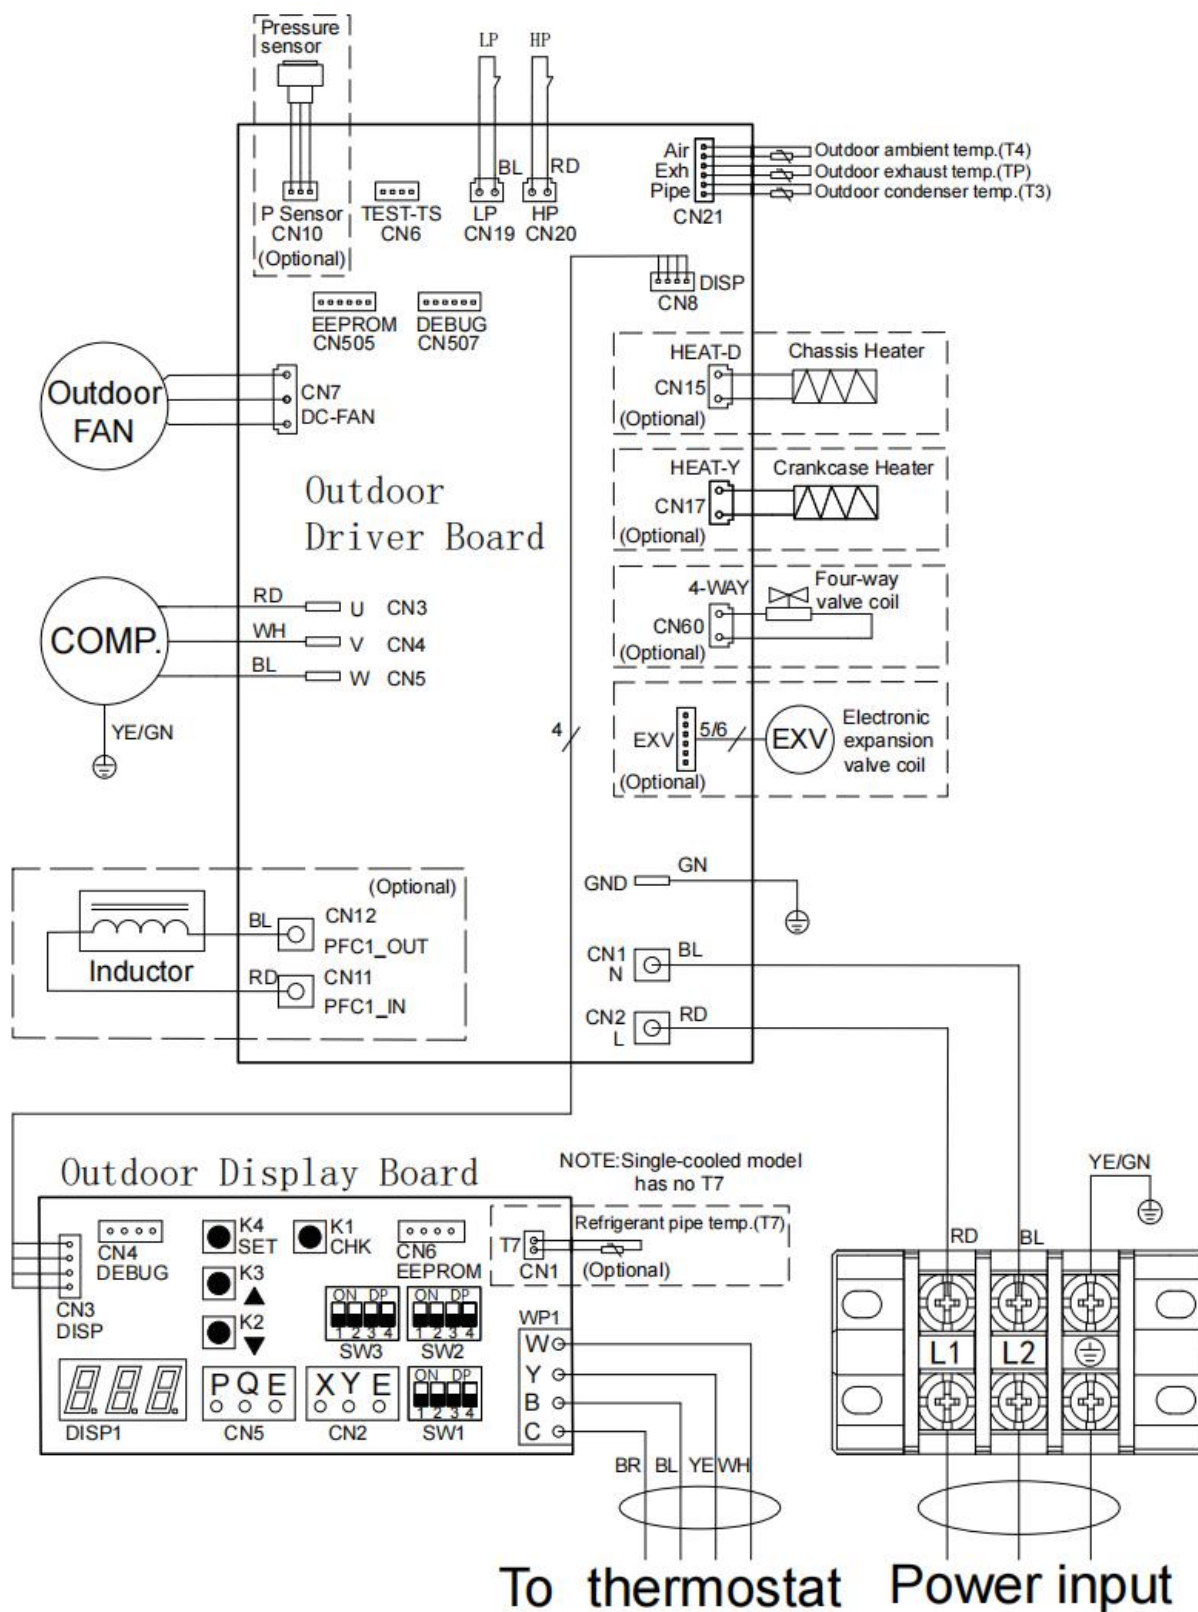 Pressure
sensor
LP
HP
BL
RD
P Sensor
CN10
(Optional)
TEST-TS
CN6
LP
CN19
HP
CN20
Air
Exh
Pipe
CN21
Outdoor ambient temp.(T4)
Outdoor exhaust temp.(TP)
Outdoor condenser temp.(T3)
DISP
CN8
EEPROM
CN505
DEBUG
CN507
Outdoor
FAN
CN7
DC-FAN
HEAT-D
Chassis Heater
CN15
(Optional)
HEAT-Y
Crankcase Heater
CN17
(Optional)
Outdoor
Driver Board
4-WAY
Four-way
valve coil
CN60
(Optional)
COMP.
RD
U CN3
WH
V CN4
BL
W CN5
YE/GN
4
EXV
5/6
EXV
Electronic
expansion
valve coil
(Optional)
(Optional)
Inductor
BL
CN12
PFC1_OUT
RD
CN11
PFC1_IN
GND
GN
CN1
N
BL
CN2
L
RD
Outdoor Display Board
NOTE:Single-cooled model
has no T7
CN4
DEBUG
K4
SET
K1
CHK
CN6
EEPROM
T7
CN1
Refrigerant pipe temp.(T7)
(Optional)
CN3
DISP
K3
▲
K2
▼
ON DP
1 2 3 4
SW3
ON DP
1 2 3 4
SW2
WP1
W
Y
B
C
8.8.8.
DISP1
P Q E
CN5
X Y E
CN2
ON DP
1 2 3 4
SW1
BR
BL
YE
WH
To thermostat
YE/GN
RD
BL
L1
L2
Power input